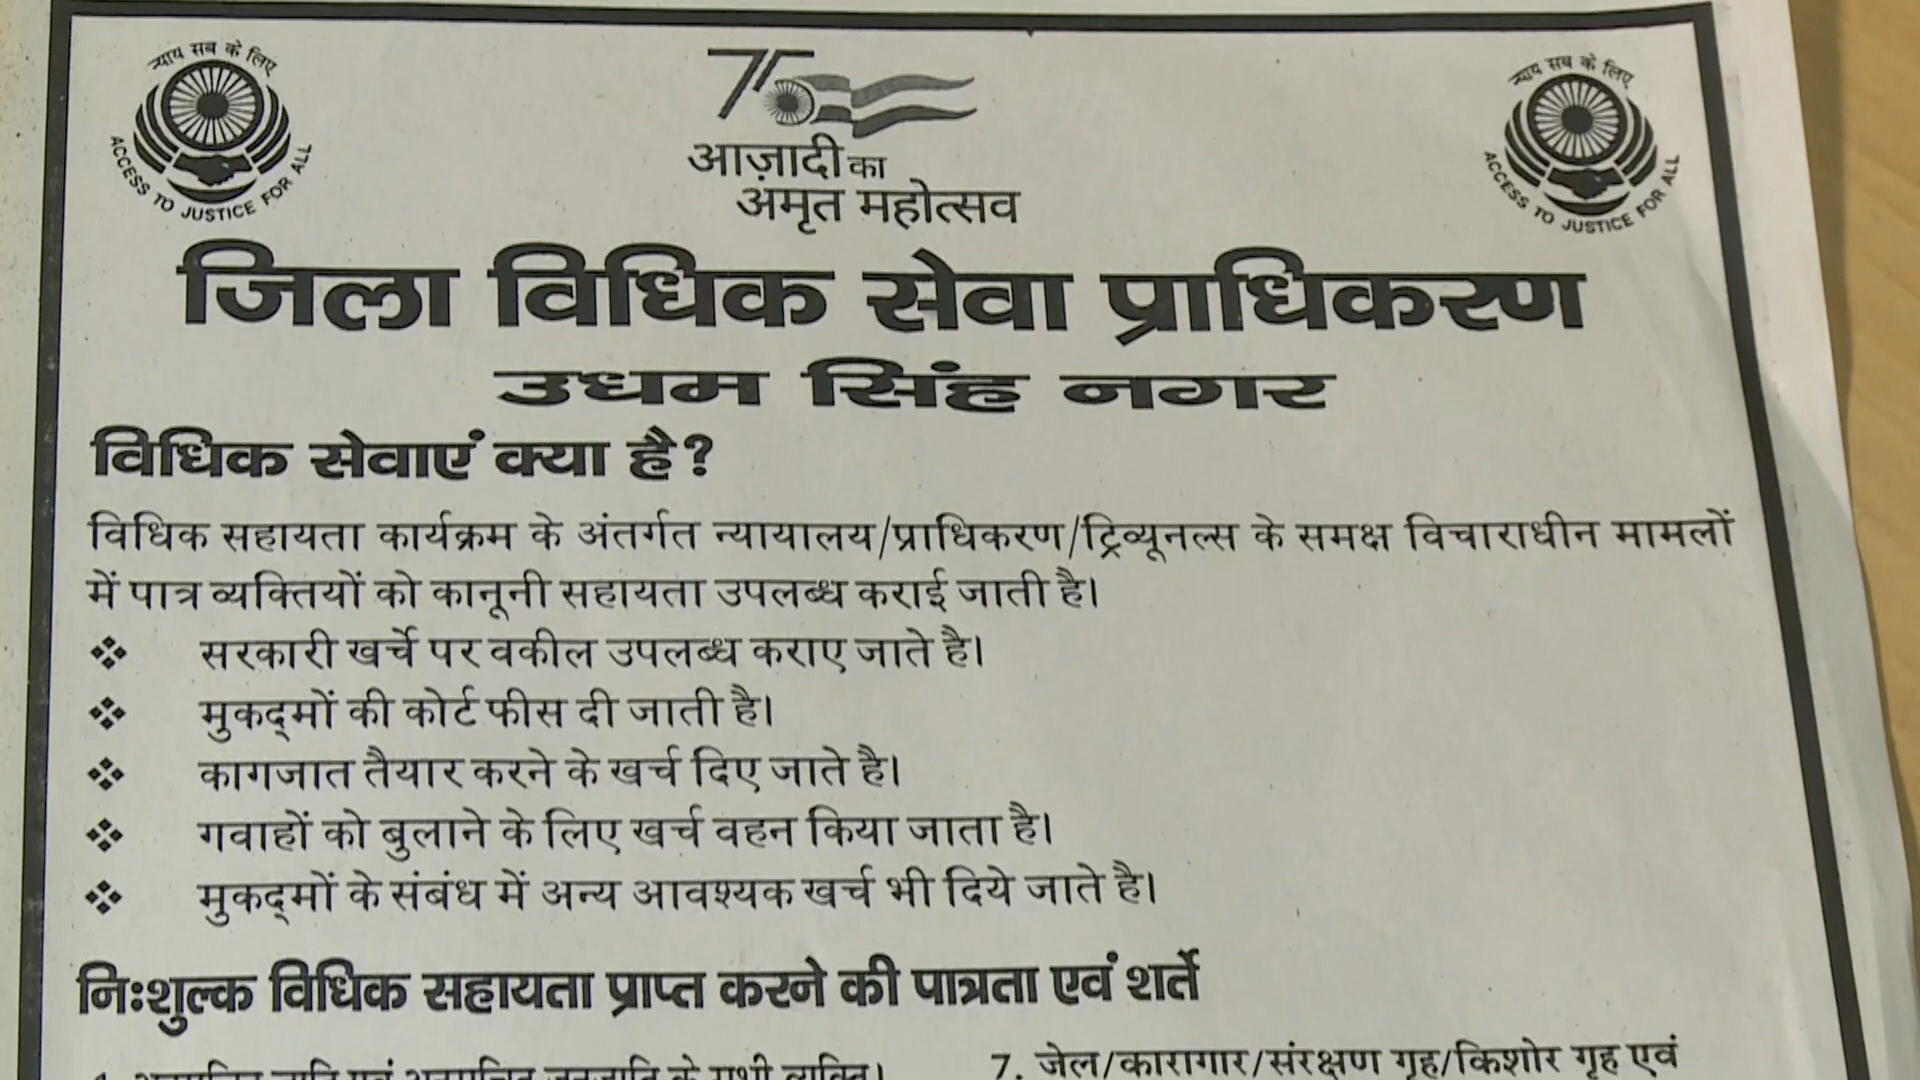 न्याय सब के लिए
ACCESS TO JUSTICE FOR ALL
75
आज़ादी का
अमृत महोत्सव
न्याय सब के लिए
ACCESS TO JUSTICE FOR ALL
जिला विधिक सेवा प्राधिकरण
उधम सिंह नगर
विधिक सेवाएं क्या है?
विधिक सहायता कार्यक्रम के अंतर्गत न्यायालय/प्राधिकरण/ट्रिव्यूनल्स के समक्ष विचाराधीन मामलों
में पात्र व्यक्तियों को कानूनी सहायता उपलब्ध कराई जाती है।
❖ सरकारी खर्चे पर वकील उपलब्ध कराए जाते है।
❖ मुकद्मों की कोर्ट फीस दी जाती है।
❖ कागजात तैयार करने के खर्च दिए जाते है।
❖ गवाहों को बुलाने के लिए खर्च वहन किया जाता है।
❖ मुकद्मों के संबंध में अन्य आवश्यक खर्च भी दिये जाते है।
निःशुल्क विधिक सहायता प्राप्त करने की पात्रता एवं शर्ते
7. जेल/कारागार/संरक्षण गृह/किशोर गृह एवं